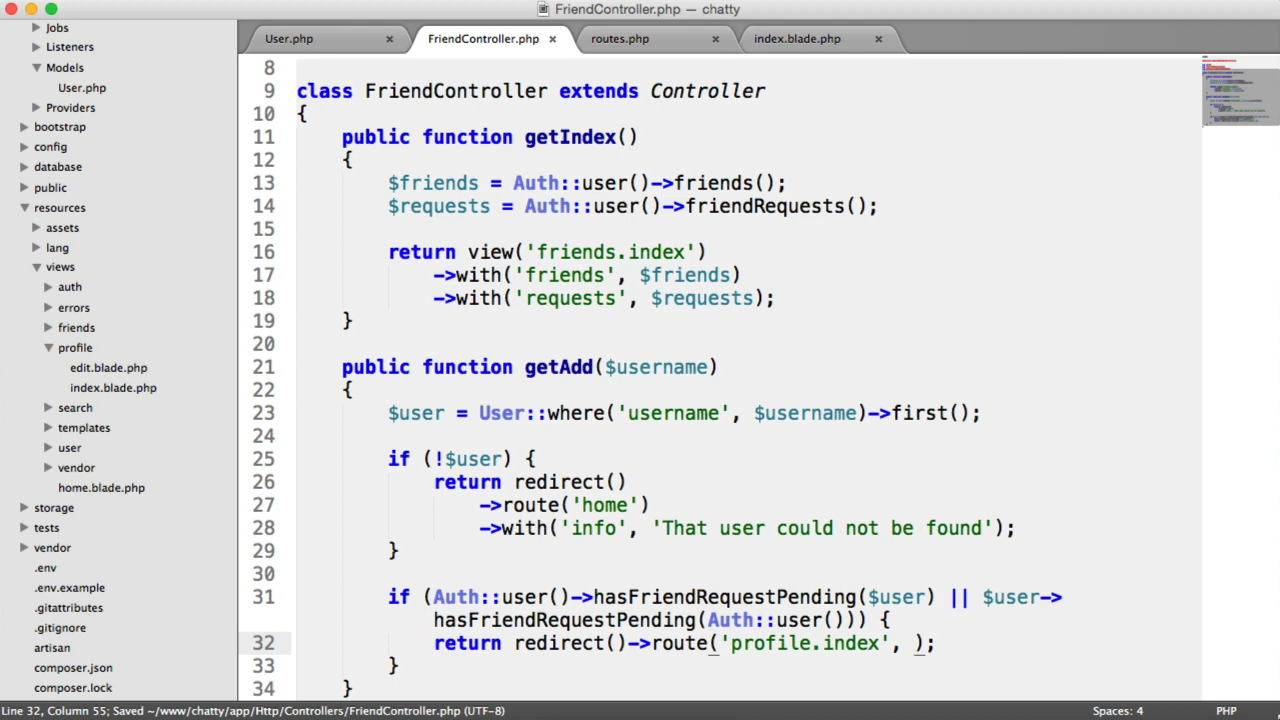 FriendController.php — chatty
User.php × FriendController.php × routes.php × index.blade.php ×
Jobs
Listeners
Models
User.php
Providers
bootstrap
config
database
public
resources
assets
lang
views
auth
errors
friends
profile
edit.blade.php
index.blade.php
search
templates
user
vendor
home.blade.php
storage
tests
vendor
.env
.env.example
.gitattributes
.gitignore
artisan
composer.json
composer.lock
8
9 class FriendController extends Controller
10 {
11 public function getIndex()
12 {
13 $friends = Auth::user()->friends();
14 $requests = Auth::user()->friendRequests();
15
16 return view('friends.index')
17 ->with('friends', $friends)
18 ->with('requests', $requests);
19 }
20
21 public function getAdd($username)
22 {
23 $user = User::where('username', $username)->first();
24
25 if (!$user) {
26 return redirect()
27 ->route('home')
28 ->with('info', 'That user could not be found');
29 }
30
31 if (Auth::user()->hasFriendRequestPending($user) || $user->
hasFriendRequestPending(Auth::user())) {
32 return redirect()->route('profile.index', );
33 }
34 }
Line 32, Column 55; Saved ~/www/chatty/app/Http/Controllers/FriendController.php (UTF-8)
Spaces: 4
PHP